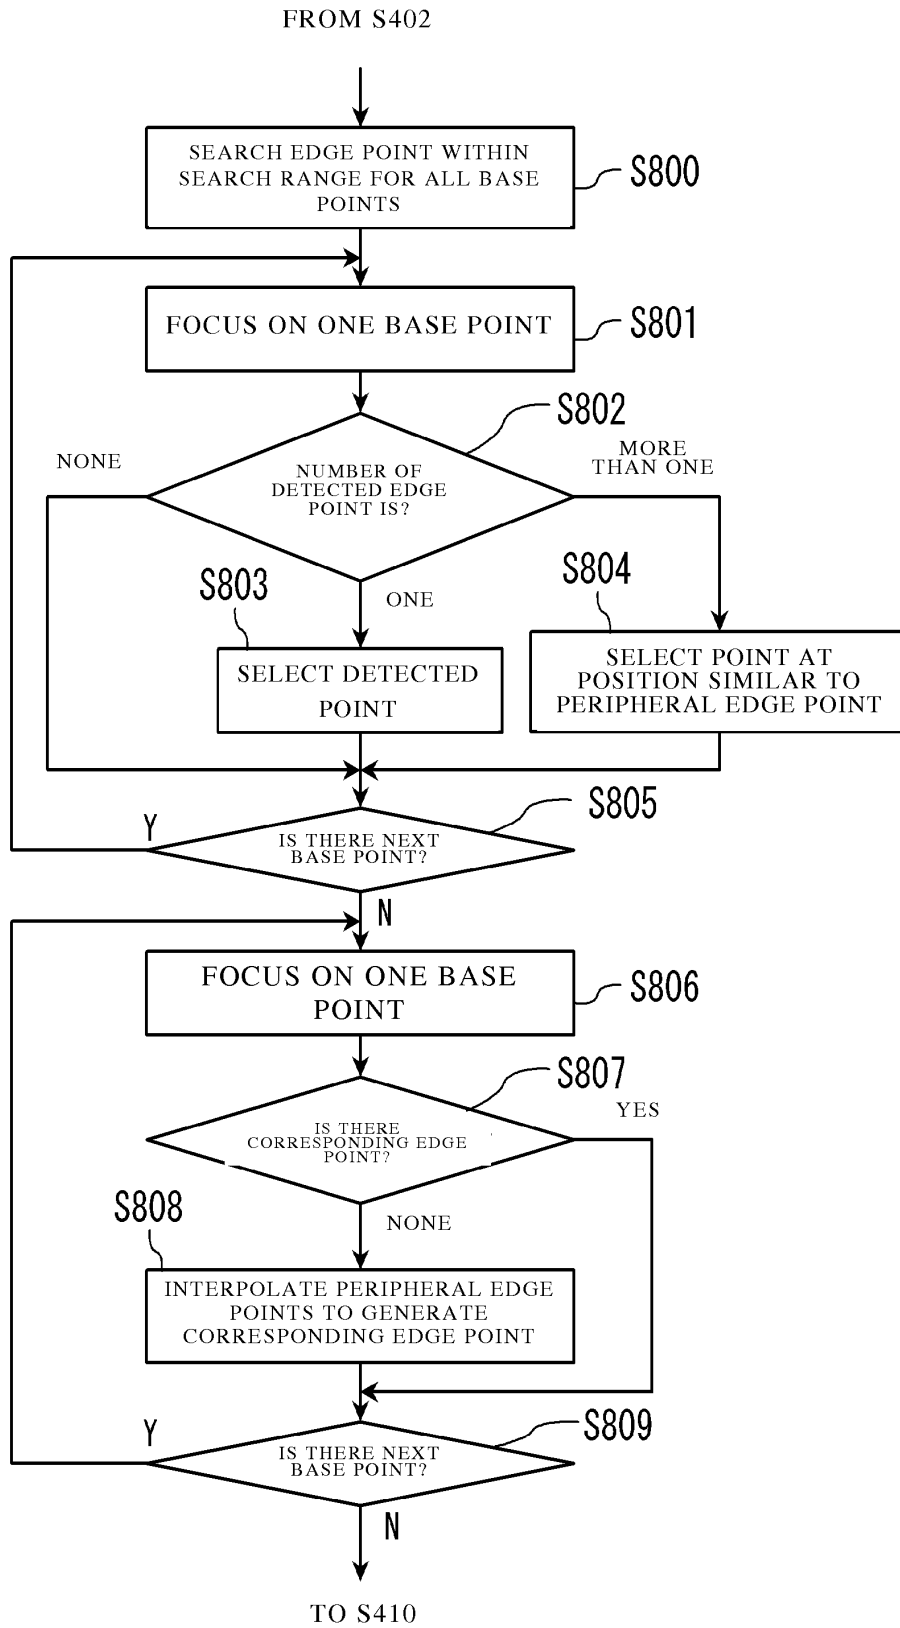 FROM S402
SEARCH EDGE POINT WITHIN
SEARCH RANGE FOR ALL BASE
POINTS
S800
FOCUS ON ONE BASE POINT
S801
S802
NONE
NUMBER OF
DETECTED EDGE
POINT IS?
MORE
THAN ONE
S803
ONE
S804
SELECT DETECTED
POINT
SELECT POINT AT
POSITION SIMILAR TO
PERIPHERAL EDGE POINT
S805
Y
IS THERE NEXT
BASE POINT?
N
FOCUS ON ONE BASE
POINT
S806
S807
YES
IS THERE
CORRESPONDING EDGE
POINT?
S808
NONE
INTERPOLATE PERIPHERAL EDGE
POINTS TO GENERATE
CORRESPONDING EDGE POINT
S809
Y
IS THERE NEXT
BASE POINT?
N
TO S410